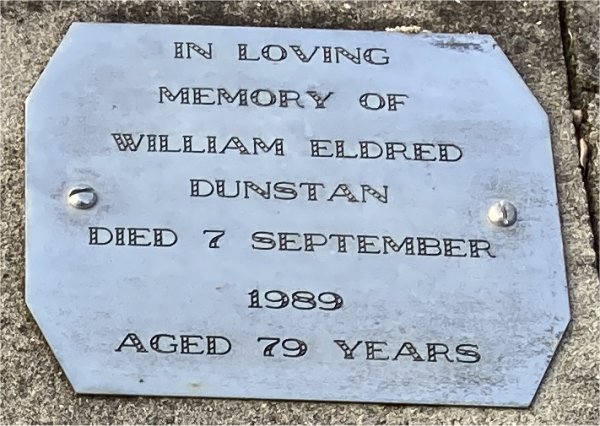 IN LOVING
MEMORY OF
WILLIAM ELDRED
DUNSTAN
DIED 7 SEPTEMBER
1989
AGED 79 YEARS